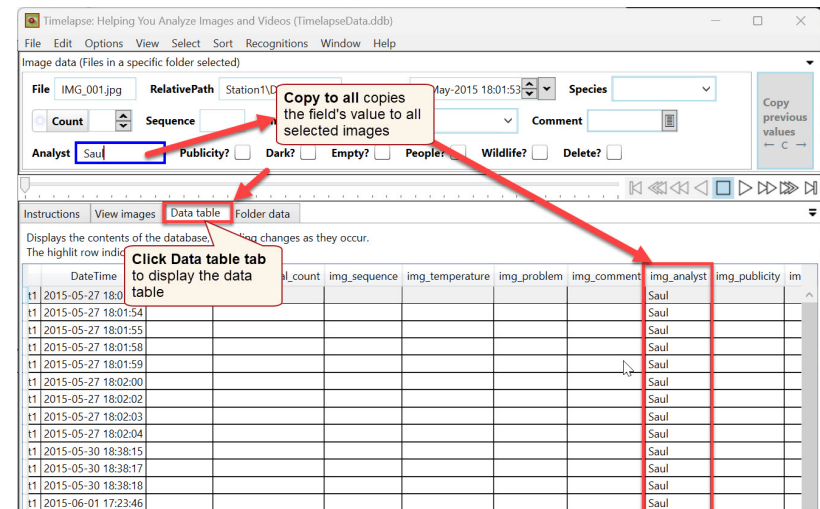 Timelapse: Helping You Analyze Images and Videos (TimelapseData.ddb)
File Edit Options View Select Sort Recognitions Window Help
Image data (Files in a specific folder selected)
File IMG_001.jpg RelativePath Station1\D May-2015 18:01:53 Species
Count Sequence Comment
Analyst Saul Publicity? Dark? Empty? People? Wildlife? Delete?
Copy
previous
values
← C →
Copy to all copies
the field's value to all
selected images
Instructions View images Data table Folder data
Displays the contents of the database, changes as they occur.
The highlit row indic
Click Data table tab
to display the data
table
DateTime al_count img_sequence img_temperature img_problem img_comment img_analyst img_publicity im
t1 2015-05-27 18:0 Saul
t1 2015-05-27 18:01:54 Saul
t1 2015-05-27 18:01:55 Saul
t1 2015-05-27 18:01:58 Saul
t1 2015-05-27 18:01:59 Saul
t1 2015-05-27 18:02:00 Saul
t1 2015-05-27 18:02:02 Saul
t1 2015-05-27 18:02:03 Saul
t1 2015-05-27 18:02:04 Saul
t1 2015-05-30 18:38:15 Saul
t1 2015-05-30 18:38:17 Saul
t1 2015-05-30 18:38:18 Saul
t1 2015-06-01 17:23:46 Saul